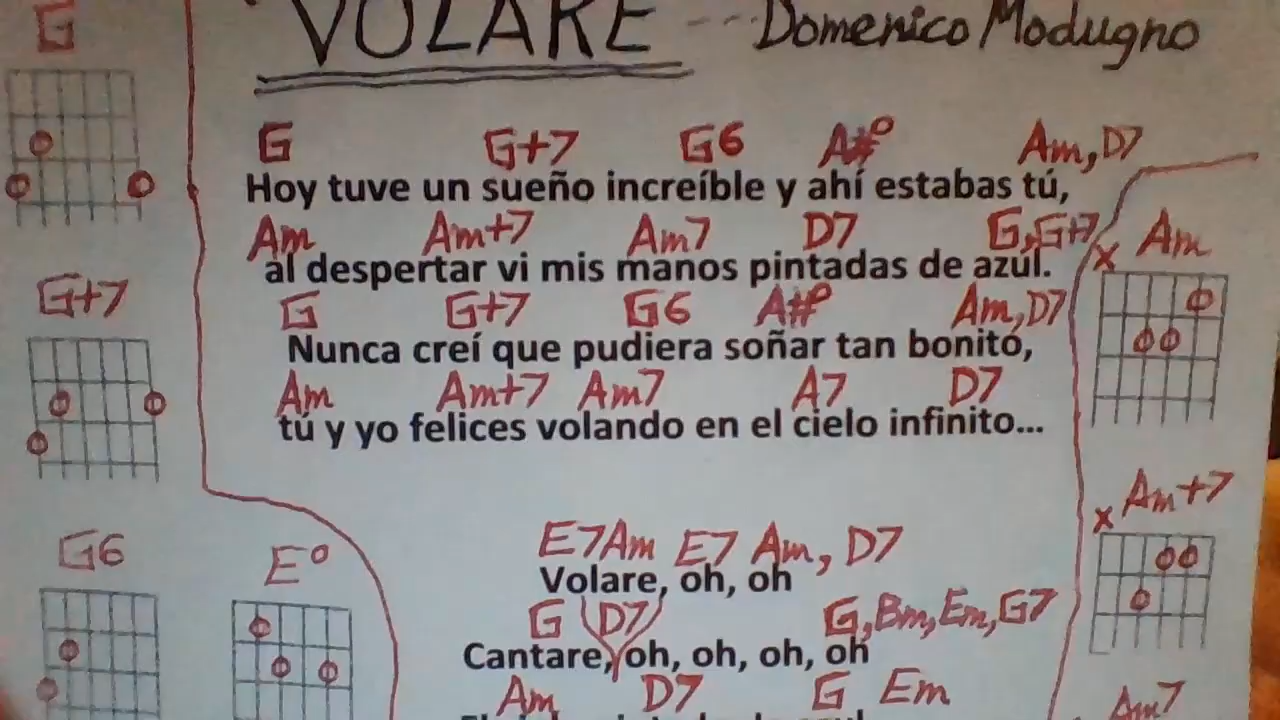 VOLARE --- Domenico Modugno
G
G G+7 G6 A#º Am, D7
Hoy tuve un sueño increíble y ahí estabas tú,
Am Am+7 Am7 D7 G, G+7
al despertar vi mis manos pintadas de azul.
x Am
G+7
G G+7 G6 A#º Am, D7
Nunca creí que pudiera soñar tan bonito,
Am Am+7 Am7 A7 D7
tú y yo felices volando en el cielo infinito...
x Am+7
G6
Eº
E7 Am E7 Am, D7
Volare, oh, oh
G (D7) G, Bm, Em, G7
Cantare, oh, oh, oh, oh
Am D7 G Em
Am7